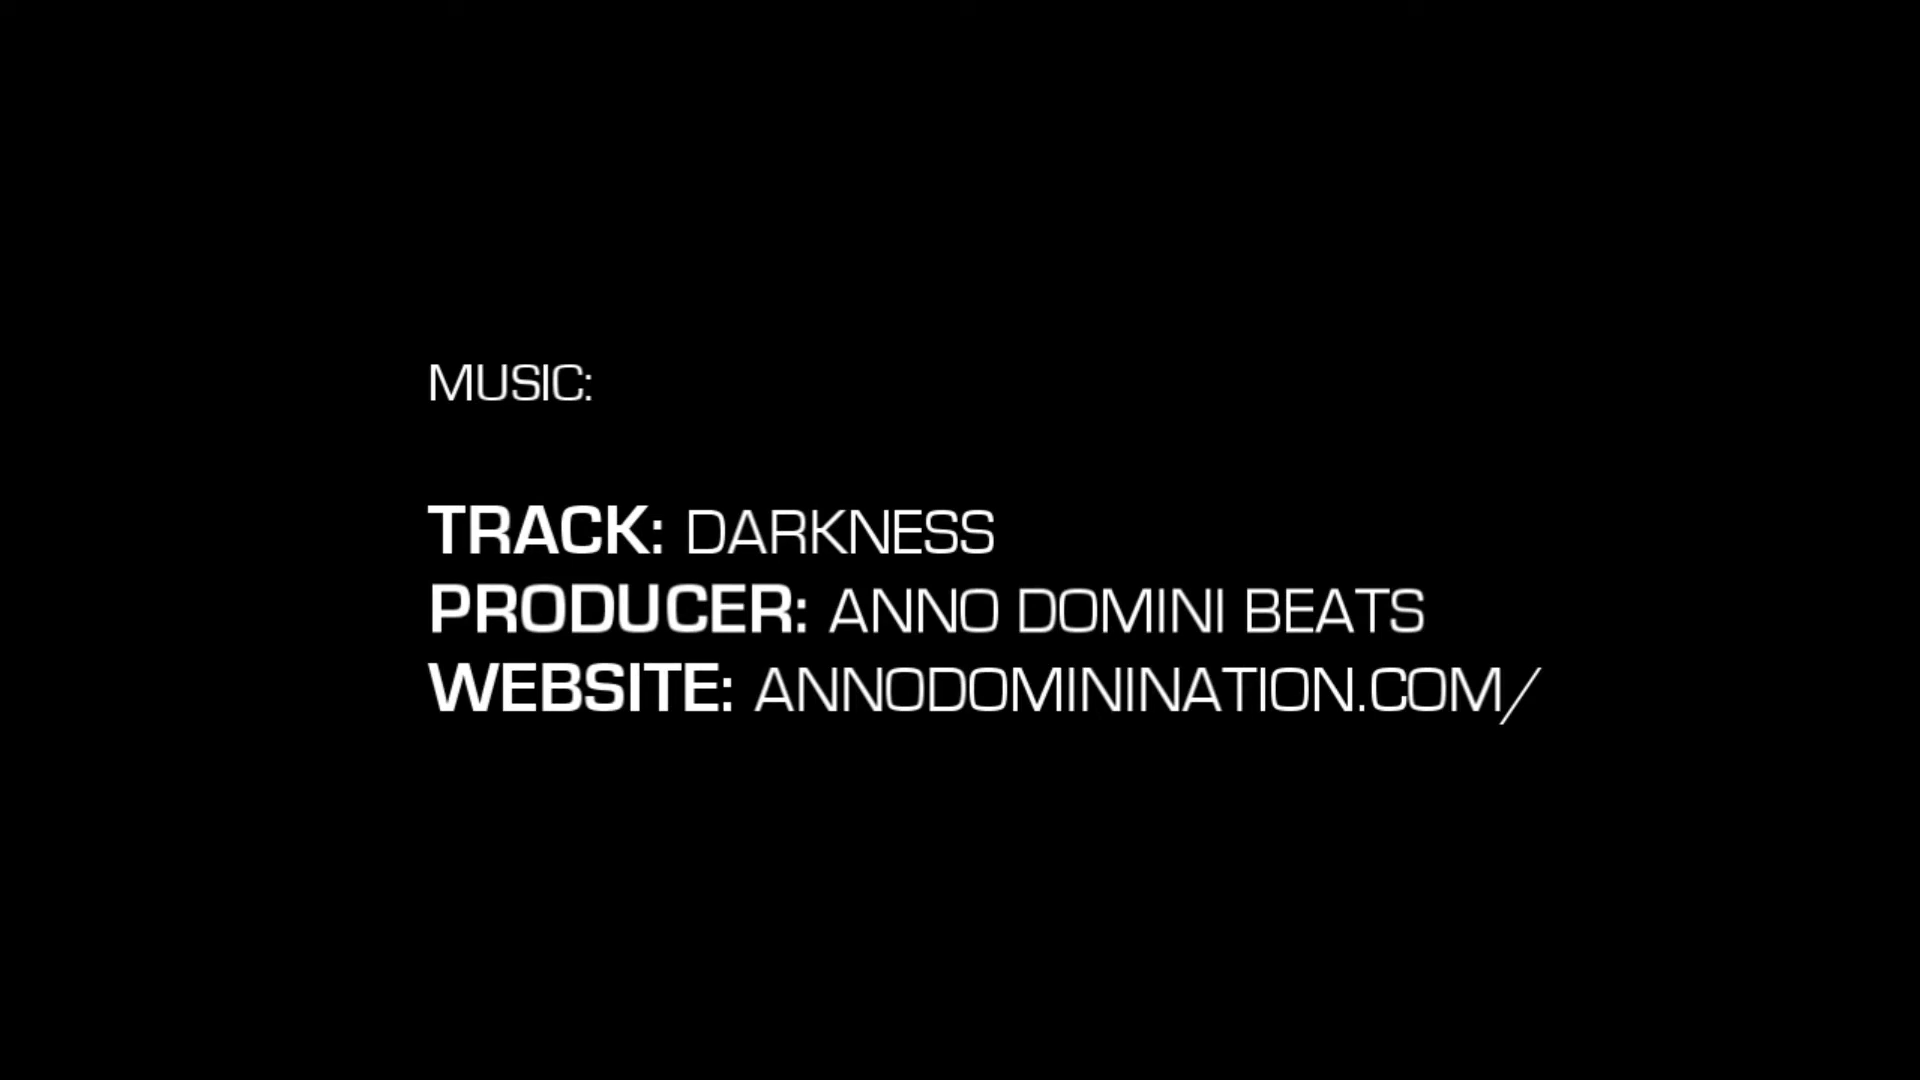 MUSIC:
TRACK: DARKNESS
PRODUCER: ANNO DOMINI BEATS
WEBSITE: ANNODOMININATION.COM/